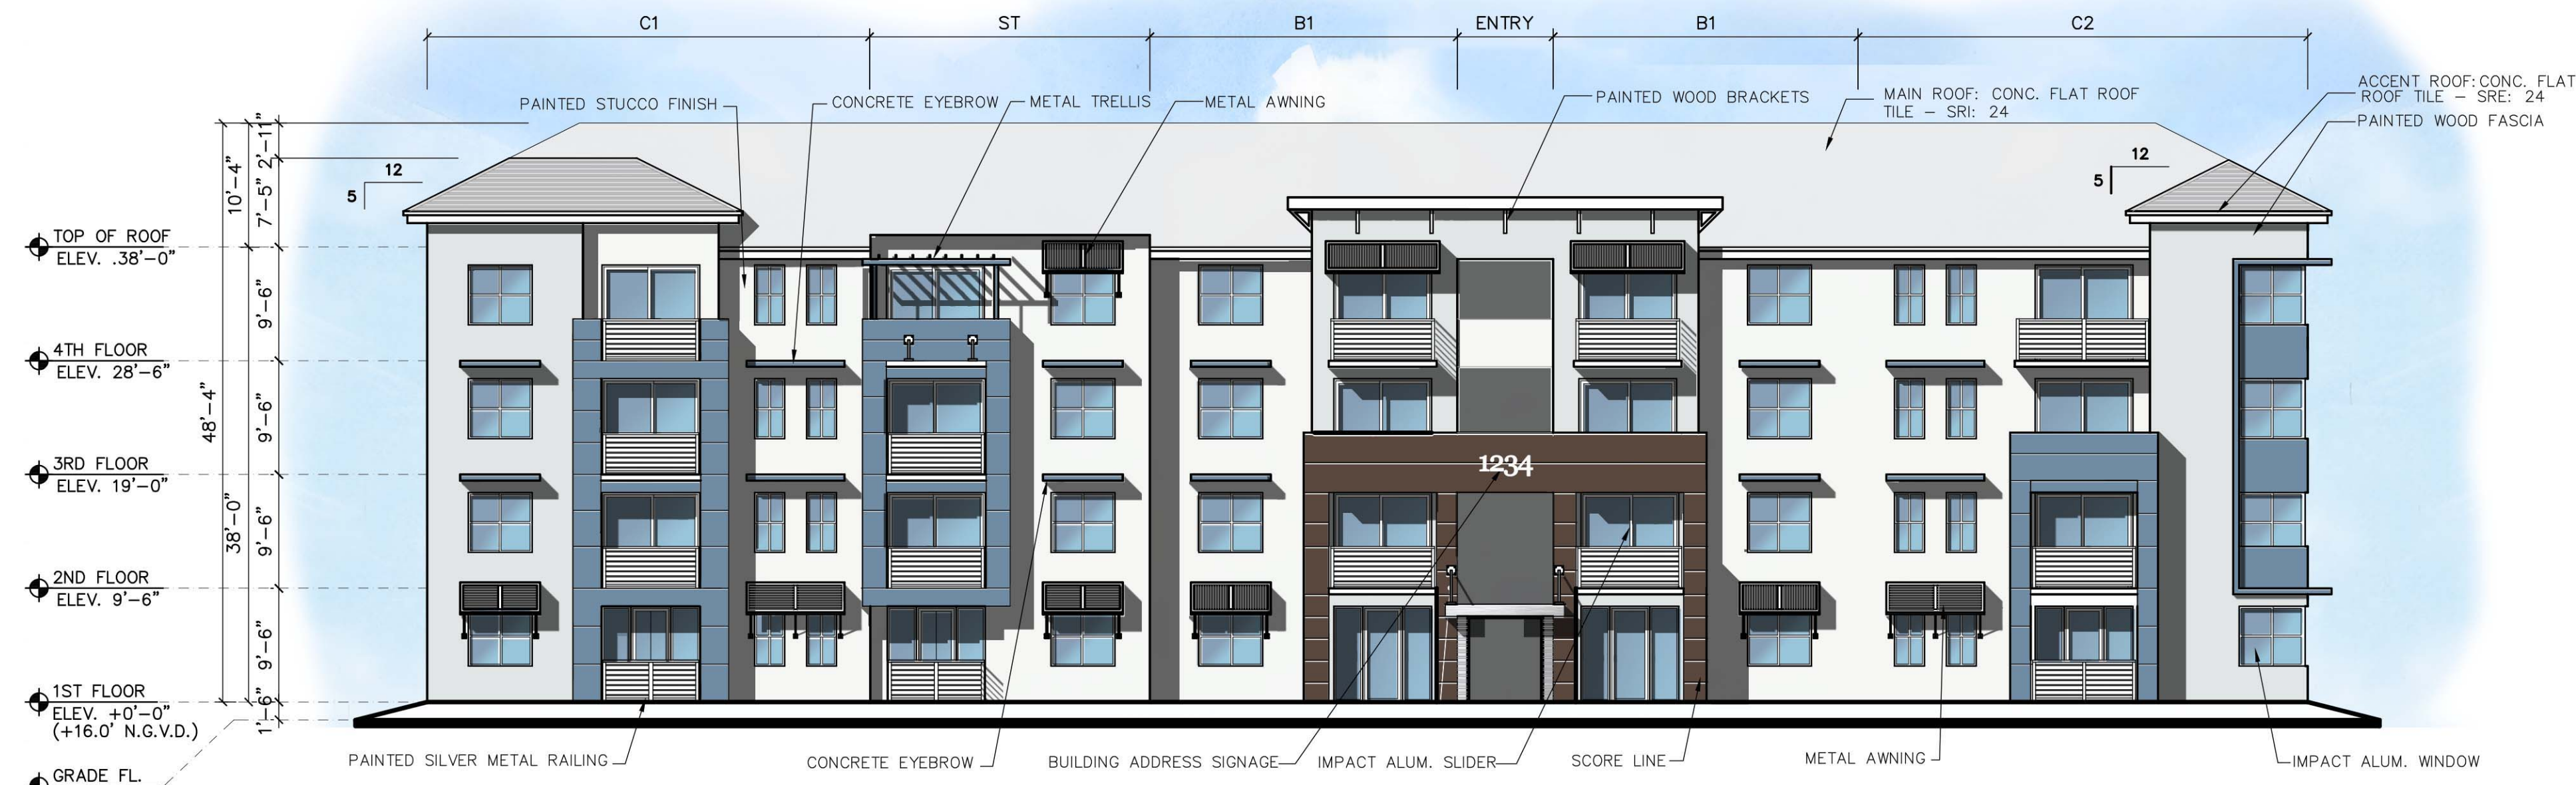 C1
ST
B1
ENTRY
B1
C2
PAINTED STUCCO FINISH
CONCRETE EYEBROW
METAL TRELLIS
METAL AWNING
PAINTED WOOD BRACKETS
MAIN ROOF: CONC. FLAT ROOF
TILE – SRI: 24
ACCENT ROOF: CONC. FLAT
ROOF TILE – SRE: 24
PAINTED WOOD FASCIA
2'–11"
10'–4"
7'–5"
12
5
12
5
TOP OF ROOF
ELEV. .38'–0"
9'–6"
4TH FLOOR
ELEV. 28'–6"
48'–4"
9'–6"
3RD FLOOR
ELEV. 19'–0"
1234
38'–0"
9'–6"
2ND FLOOR
ELEV. 9'–6"
9'–6"
1ST FLOOR
ELEV. +0'–0"
(+16.0' N.G.V.D.)
1'–6"
GRADE FL.
PAINTED SILVER METAL RAILING
CONCRETE EYEBROW
BUILDING ADDRESS SIGNAGE
IMPACT ALUM. SLIDER
SCORE LINE
METAL AWNING
IMPACT ALUM. WINDOW